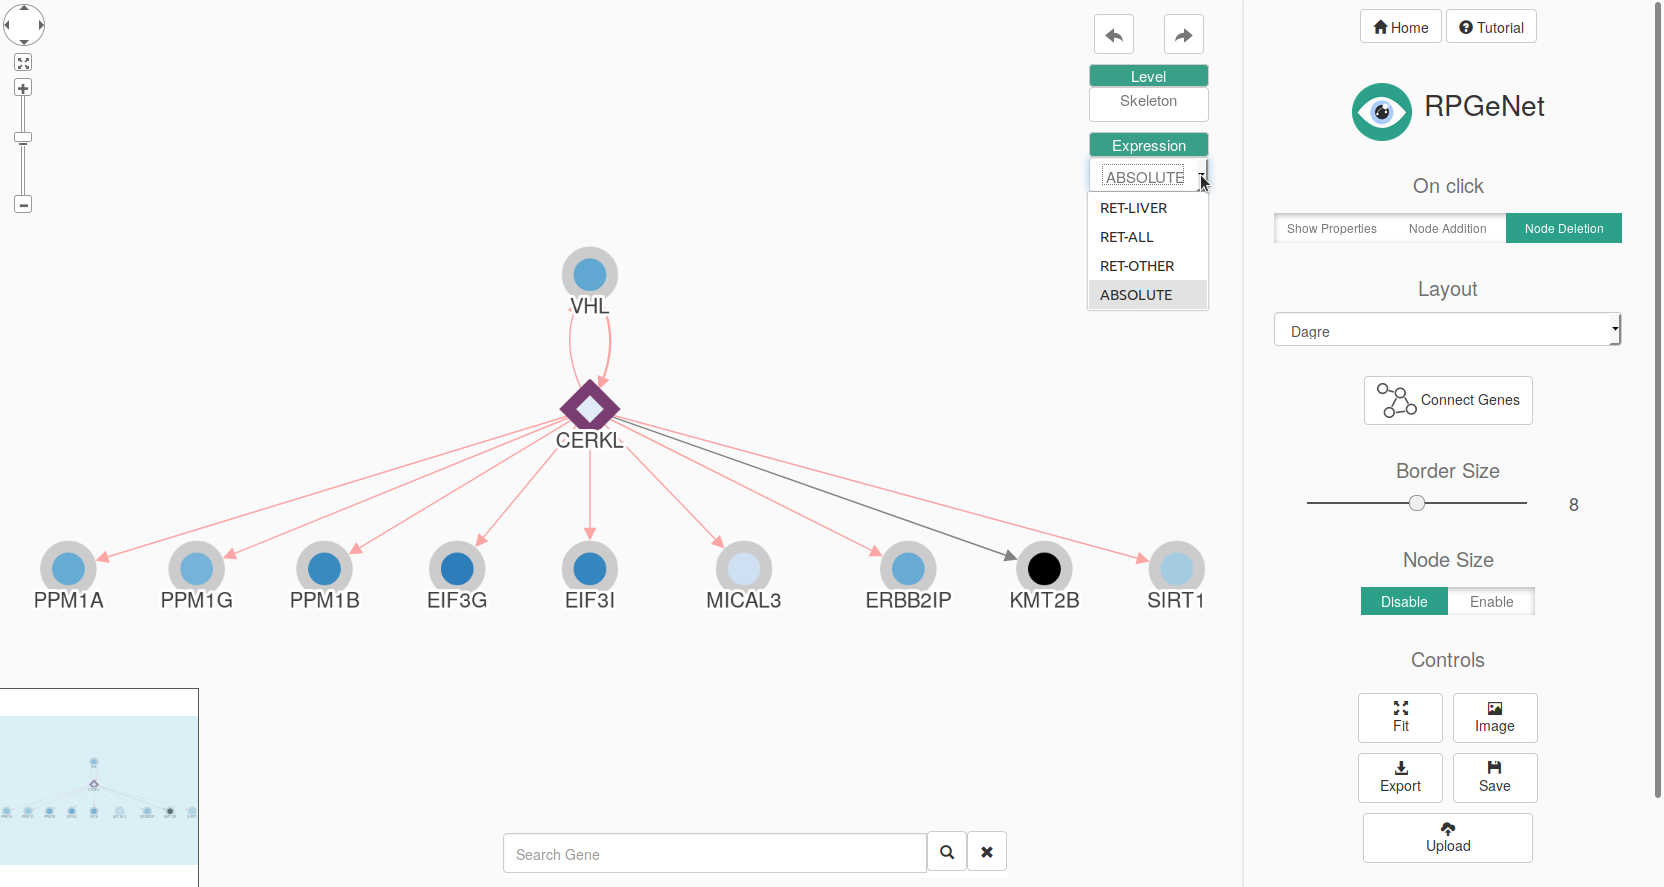 Level
Skeleton
Expression
ABSOLUTE
RET-LIVER
RET-ALL
RET-OTHER
ABSOLUTE
VHL
CERKL
PPM1A
PPM1G
PPM1B
EIF3G
EIF3I
MICAL3
ERBB2IP
KMT2B
SIRT1
Search Gene
Home
Tutorial
RPGeNet
On click
Show Properties
Node Addition
Node Deletion
Layout
Dagre
Connect Genes
Border Size
8
Node Size
Disable
Enable
Controls
Fit
Image
Export
Save
Upload